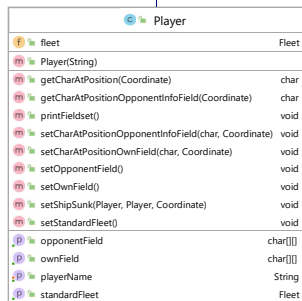 C Player
f fleet Fleet
m Player(String)
m getCharAtPosition(Coordinate) char
m getCharAtPositionOpponentInfoField(Coordinate) char
m printFieldset() void
m setCharAtPositionOpponentInfoField(char, Coordinate) void
m setCharAtPositionOwnField(char, Coordinate) void
m setOpponentField() void
m setOwnField() void
m setShipSunk(Player, Player, Coordinate) void
m setStandardFleet() void
p opponentField char[][]
p ownField char[][]
p playerName String
p standardFleet Fleet